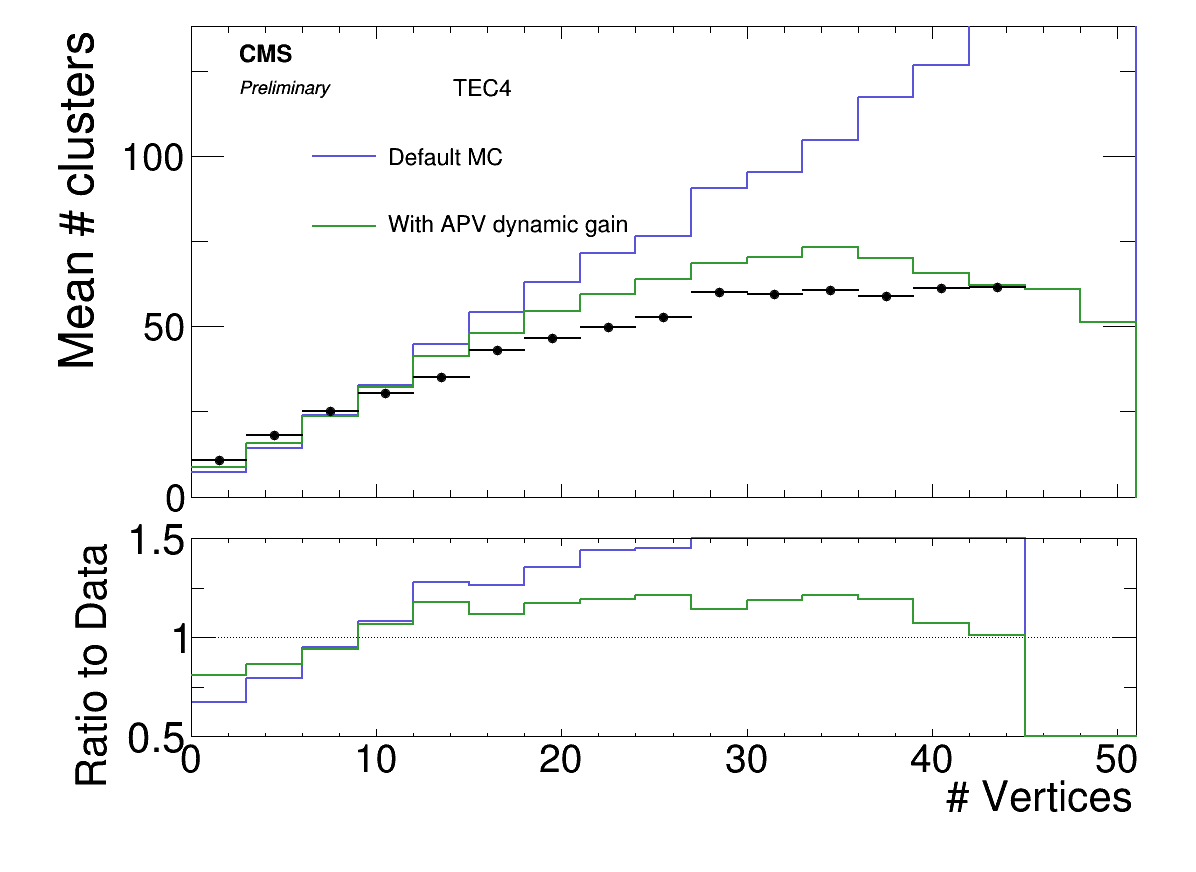 CMS
Preliminary
TEC4
Default MC
With APV dynamic gain
Mean # clusters
100
50
0
1.5
1
0.5
Ratio to Data
0 10 20 30 40 50
# Vertices